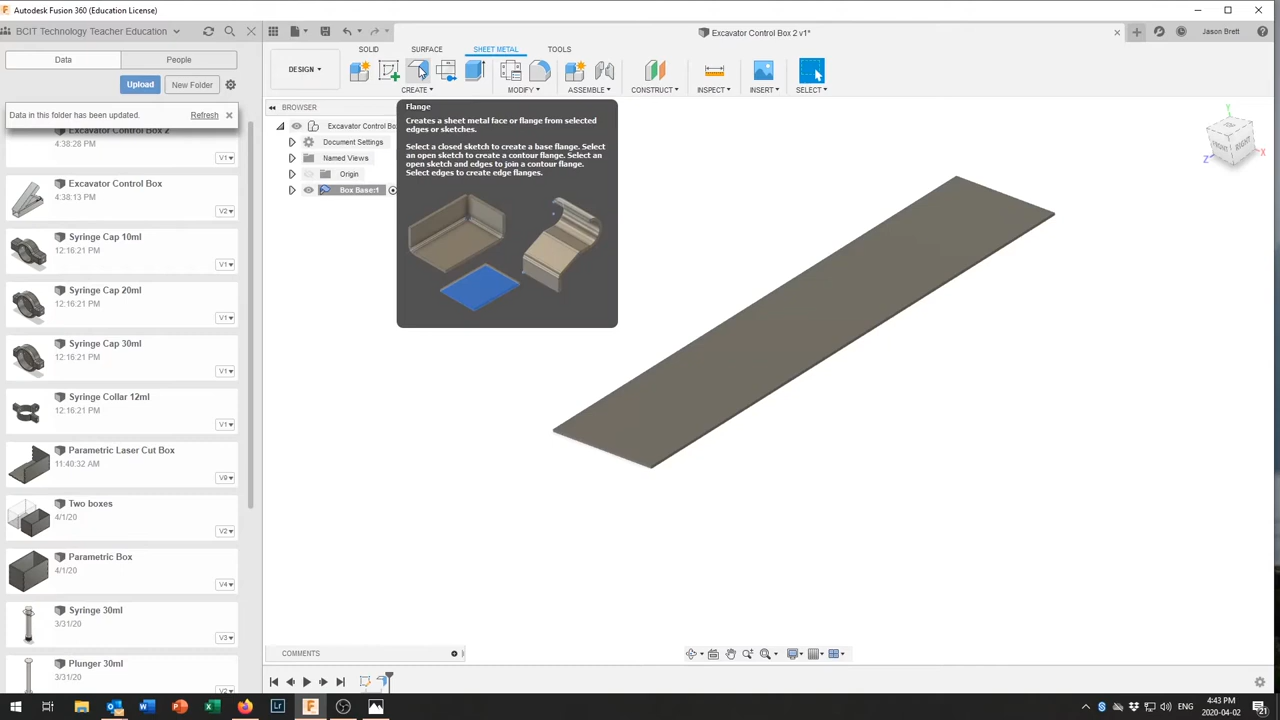 Autodesk Fusion 360 (Education License)
BCIT Technology Teacher Education
Excavator Control Box 2 v1*
Jason Brett
Data
People
Upload
New Folder
Data in this folder has been updated.
Refresh
Excavator Control Box 2
4:38:28 PM
V1
Excavator Control Box
4:38:13 PM
V2
Syringe Cap 10ml
12:16:21 PM
V1
Syringe Cap 20ml
12:16:21 PM
V1
Syringe Cap 30ml
12:16:21 PM
V1
Syringe Collar 12ml
12:16:21 PM
V1
Parametric Laser Cut Box
11:40:32 AM
V9
Two boxes
4/1/20
V2
Parametric Box
4/1/20
V4
Syringe 30ml
3/31/20
V3
Plunger 30ml
3/31/20
V2
SOLID
SURFACE
SHEET METAL
TOOLS
DESIGN
CREATE
MODIFY
ASSEMBLE
CONSTRUCT
INSPECT
INSERT
SELECT
BROWSER
Excavator Control Bo
Document Settings
Named Views
Origin
Box Base:1
Flange
Creates a sheet metal face or flange from selected
edges or sketches.
Select a closed sketch to create a base flange. Select
an open sketch to create a contour flange. Select an
open sketch and edges to join a contour flange.
Select edges to create edge flanges.
Y
FRONT
RIGHT
Z
X
COMMENTS
ENG
4:43 PM
2020-04-02
21